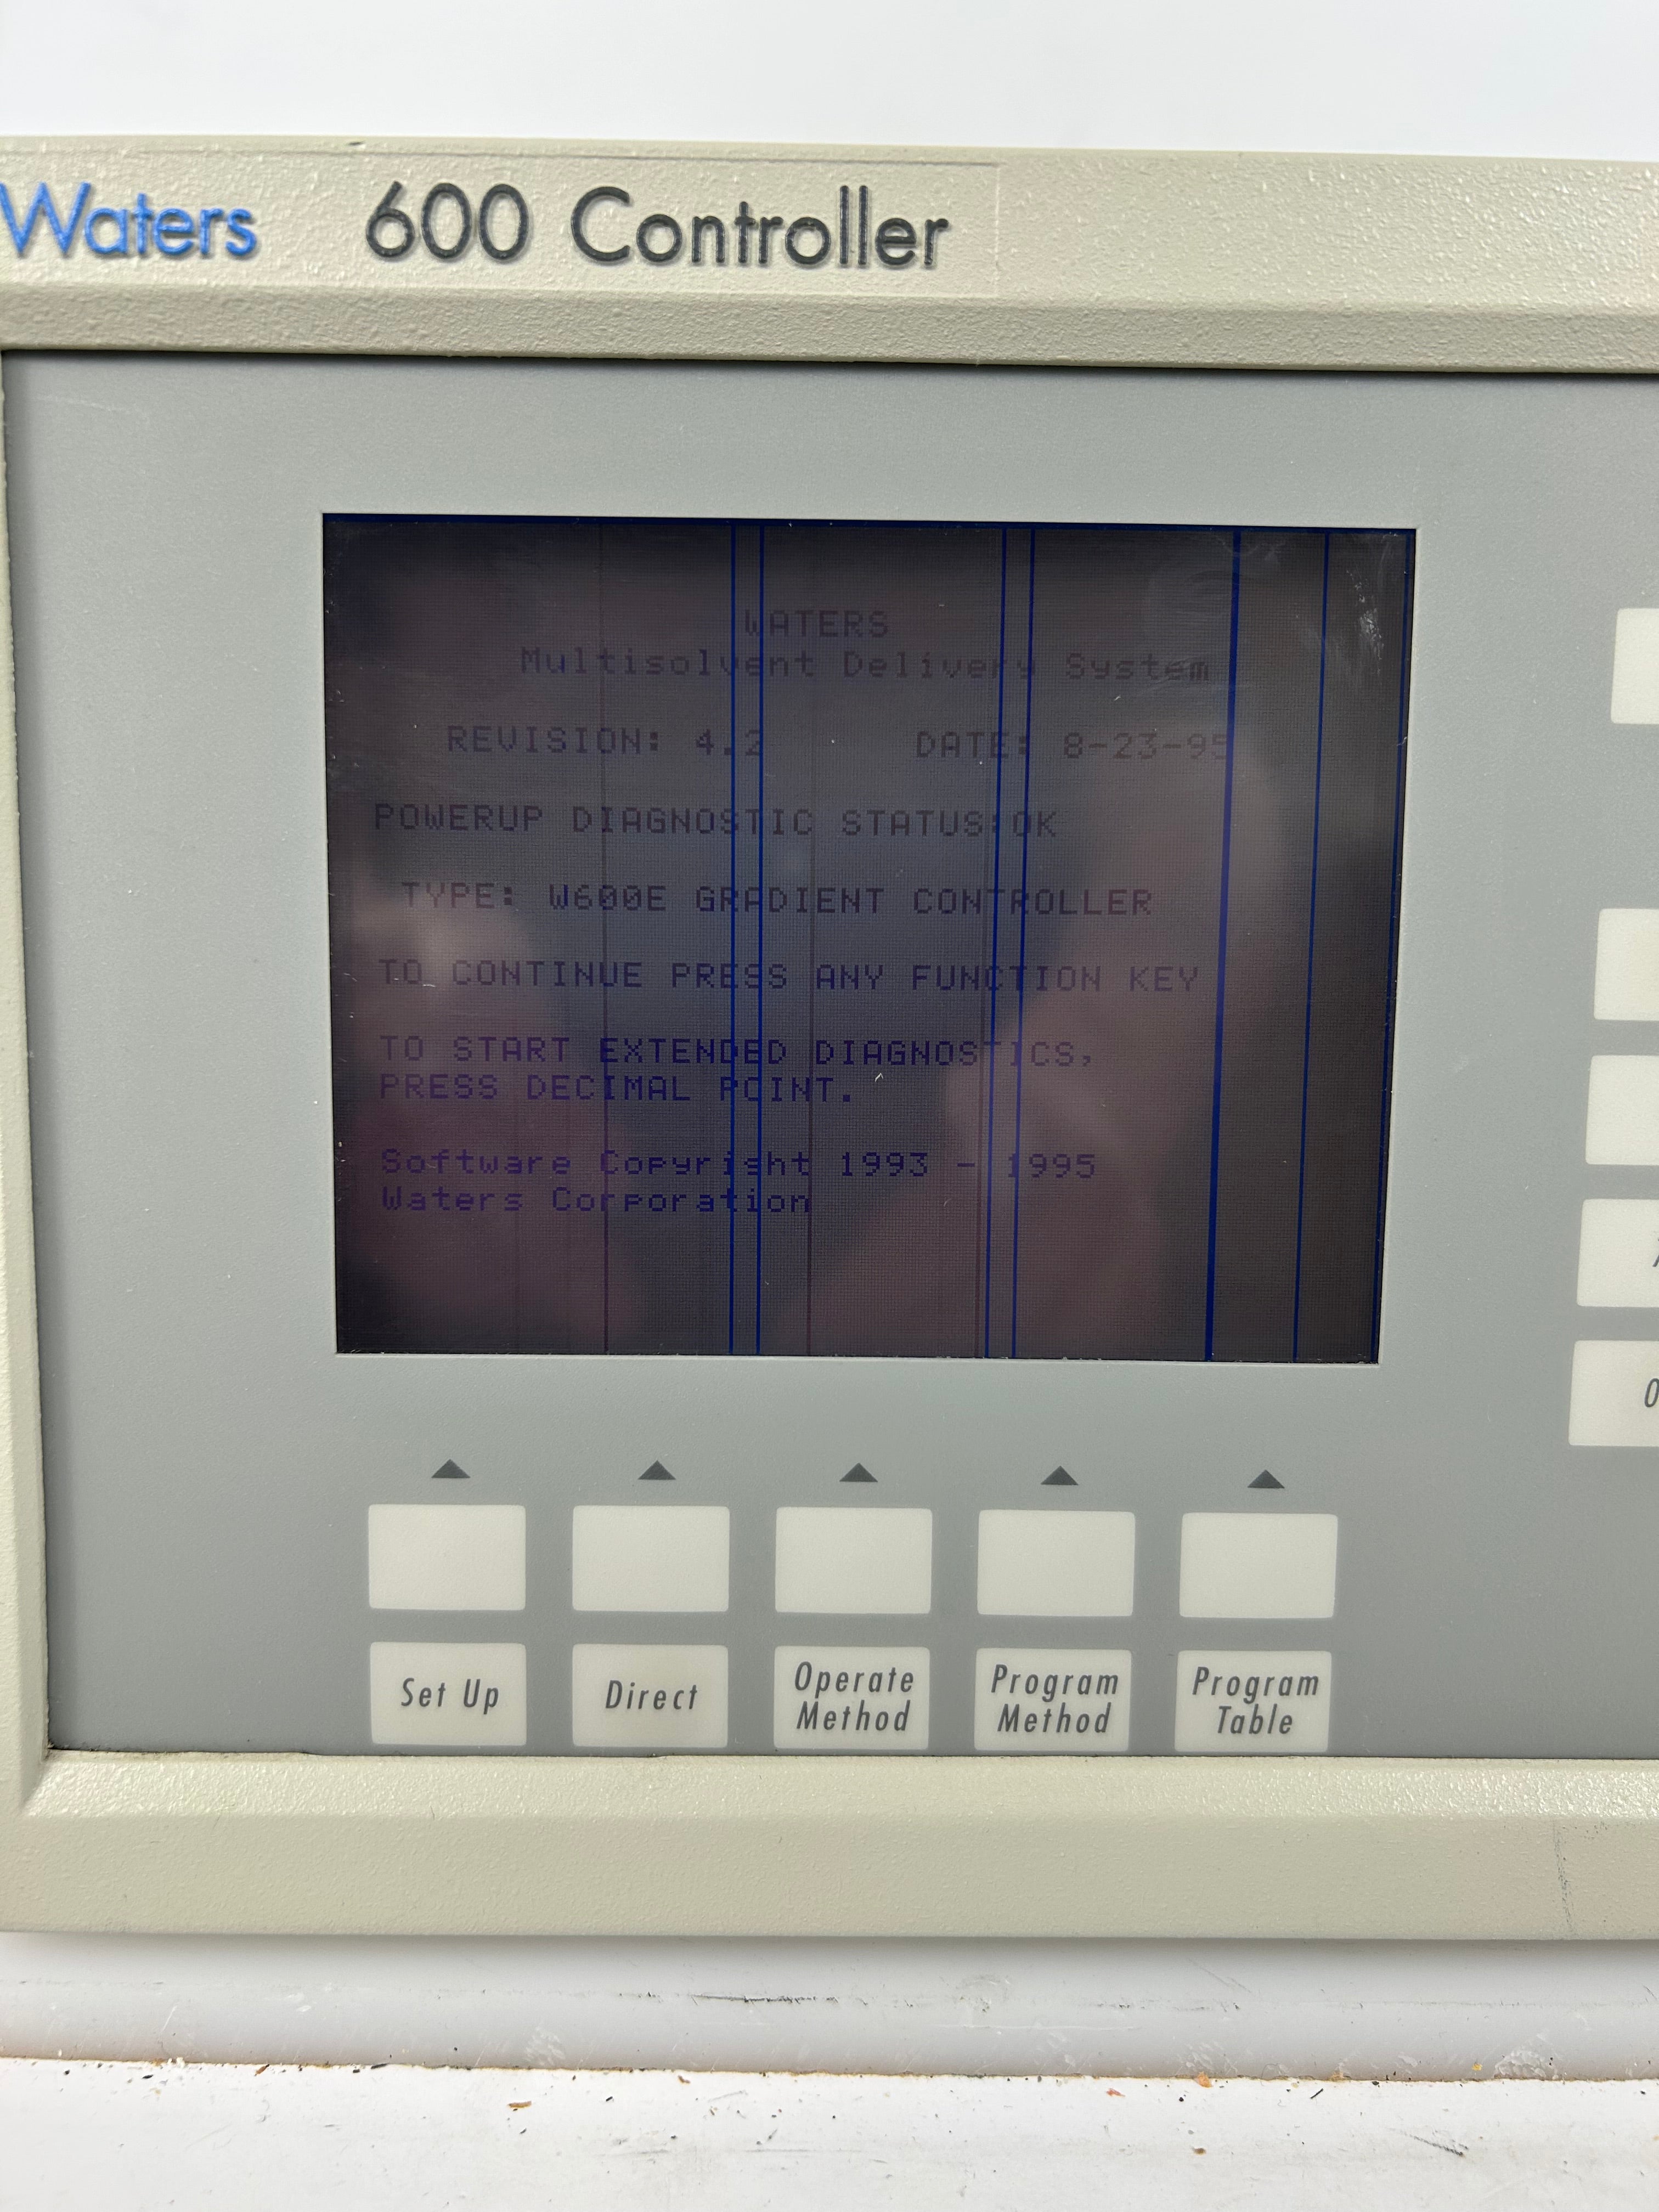 Waters 600 Controller
WATERS
Multisolvent Delivery System
REVISION: 4.2 DATE: 8-23-95
POWERUP DIAGNOSTIC STATUS:OK
TYPE: W600E GRADIENT CONTROLLER
TO CONTINUE PRESS ANY FUNCTION KEY
TO START EXTENDED DIAGNOSTICS,
PRESS DECIMAL POINT.
Software Copyright 1993 - 1995
Waters Corporation
Set Up
Direct
Operate
Method
Program
Method
Program
Table